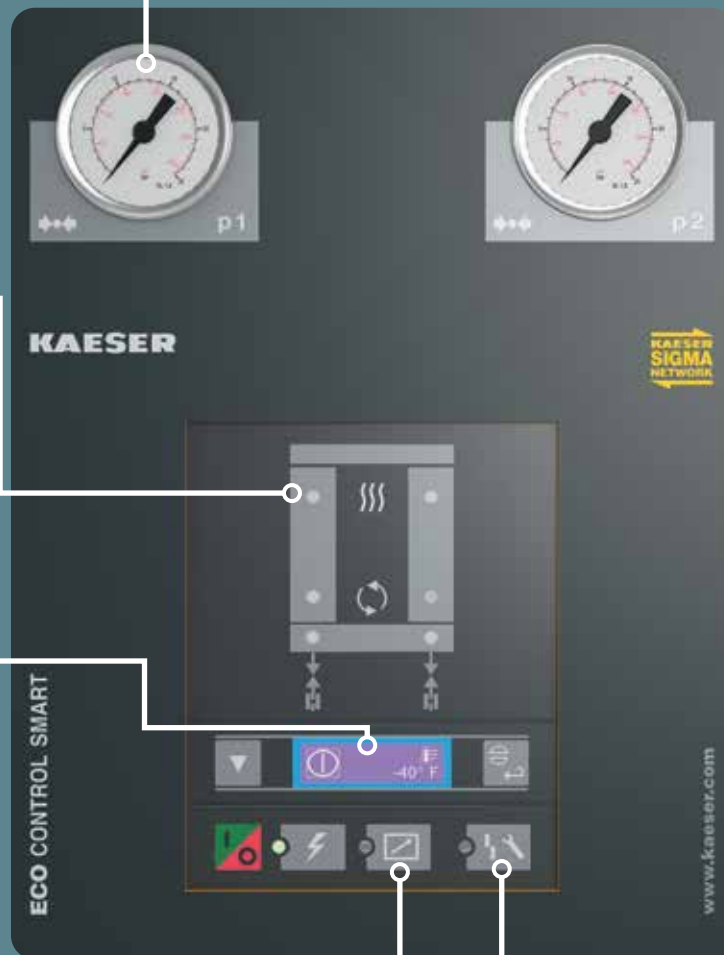 p1
p2
KAESER
KAESER
SIGMA
NETWORK
-40° F
I
O
ECO CONTROL SMART
www.kaeser.com